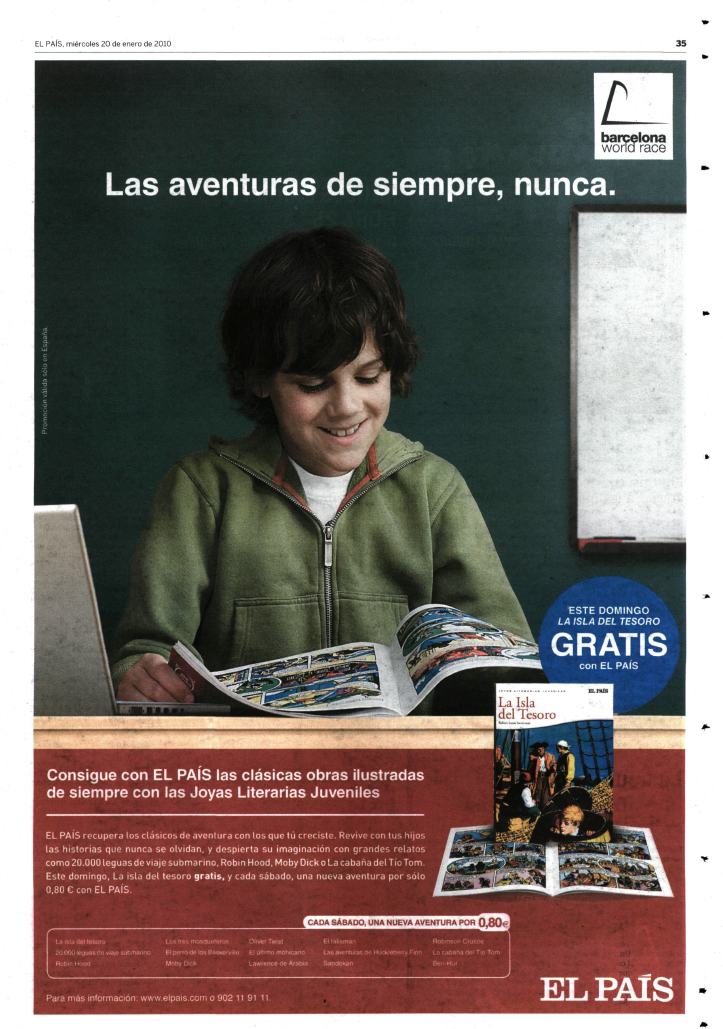 EL PAÍS, miércoles 20 de enero de 2010
35
barcelona
world race
Las aventuras de siempre, nunca.
Promoción válida sólo en España.
ESTE DOMINGO
LA ISLA DEL TESORO
GRATIS
con EL PAÍS
JOYAS LITERARIAS JUVENILES
EL PAÍS
La Isla
del Tesoro
Robert Louis Stevenson
Consigue con EL PAÍS las clásicas obras ilustradas
de siempre con las Joyas Literarias Juveniles
EL PAÍS recupera los clásicos de aventura con los que tú creciste. Revive con tus hijos
las historias que nunca se olvidan, y despierta su imaginación con grandes relatos
como 20.000 leguas de viaje submarino, Robin Hood, Moby Dick o La cabaña del Tío Tom.
Este domingo, La isla del tesoro gratis, y cada sábado, una nueva aventura por sólo
0,80 € con EL PAÍS.
CADA SÁBADO, UNA NUEVA AVENTURA POR 0,80€
La isla del tesoro
20.000 leguas de viaje submarino
Robin Hood
Los tres mosqueteros
El perro de los Baskerville
Moby Dick
Oliver Twist
El último mohicano
Lawrence de Arabia
El talismán
Las aventuras de Huckleberry Finn
Sandokan
Robinson Crusoe
La cabaña del Tío Tom
Ben-Hur
Para más información: www.elpais.com o 902 11 91 11
EL PAÍS